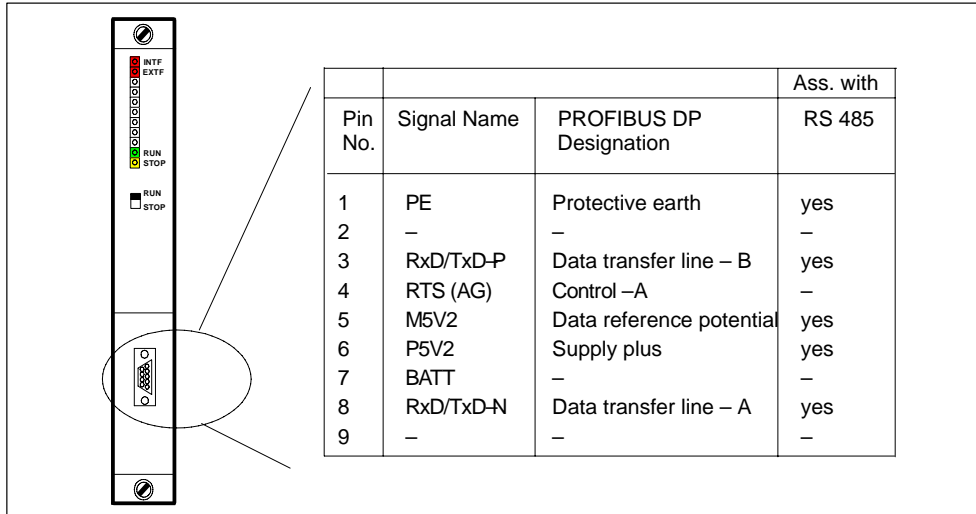 INTF
EXTF
RUN
STOP
RUN
STOP
Ass. with
Pin No. Signal Name PROFIBUS DP Designation RS 485
1 PE Protective earth yes
2 – – –
3 RxD/TxD–P Data transfer line – B yes
4 RTS (AG) Control –A –
5 M5V2 Data reference potential yes
6 P5V2 Supply plus yes
7 BATT – –
8 RxD/TxD–N Data transfer line – A yes
9 – – –